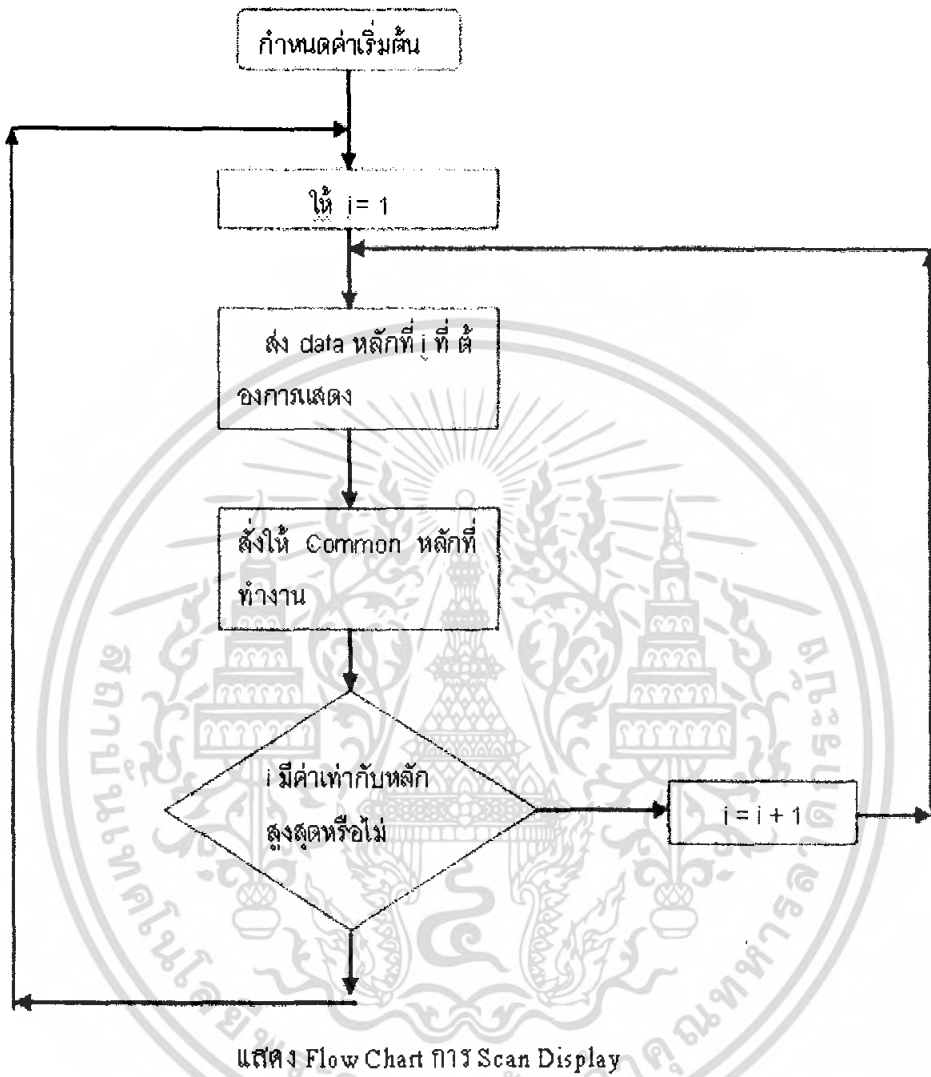 กำหนดค่าเริ่มต้น
ให้ i = 1
ส่ง data หลักที่ i ที่ ต้
องการแสดง
สั่งให้ Common หลักที่
ทำงาน
i มีค่าเท่ากับหลัก
สูงสุดหรือไม่
i = i + 1
แสดง Flow Chart การ Scan Display